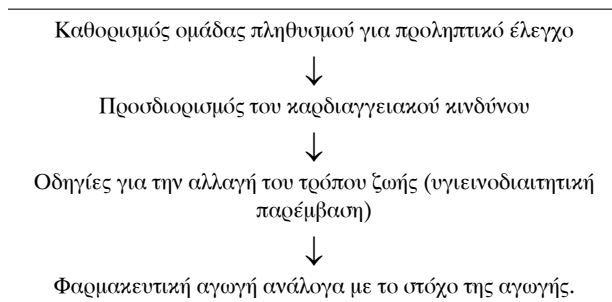 Καθορισμός ομάδας πληθυσμού για προληπτικό έλεγχο
↓
Προσδιορισμός του καρδιαγγειακού κινδύνου
↓
Οδηγίες για την αλλαγή του τρόπου ζωής (υγιεινοδιαιτητική
παρέμβαση)
↓
Φαρμακευτική αγωγή ανάλογα με το στόχο της αγωγής.